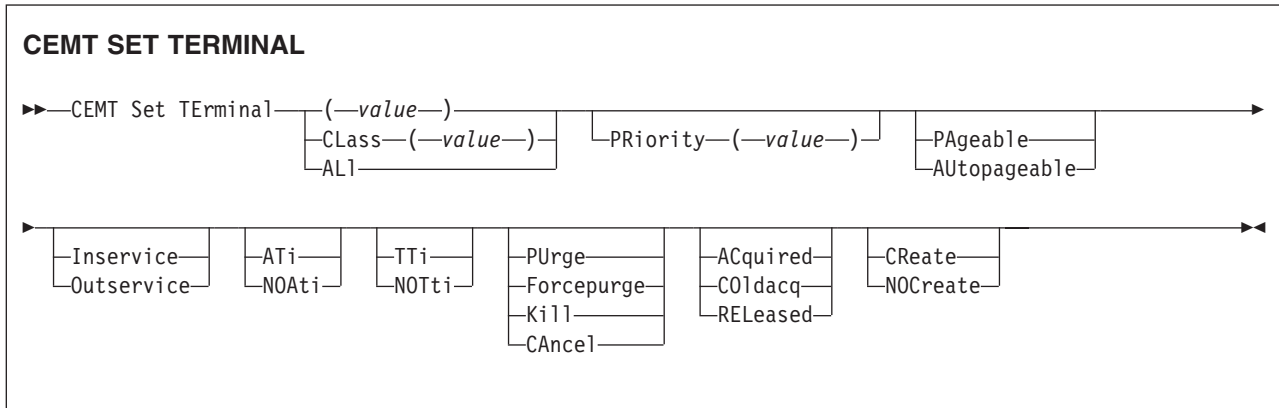 CEMT SET TERMINAL
CEMT Set TErminal ( value ) PRiority ( value ) PAgeable
CLass ( value ) AUtopageable
ALl
Inservice ATi TTi PUrge ACquired CReate
Outservice NOAti NOTti Forcepurge COldacq NOCreate
Kill RELeased
CAncel